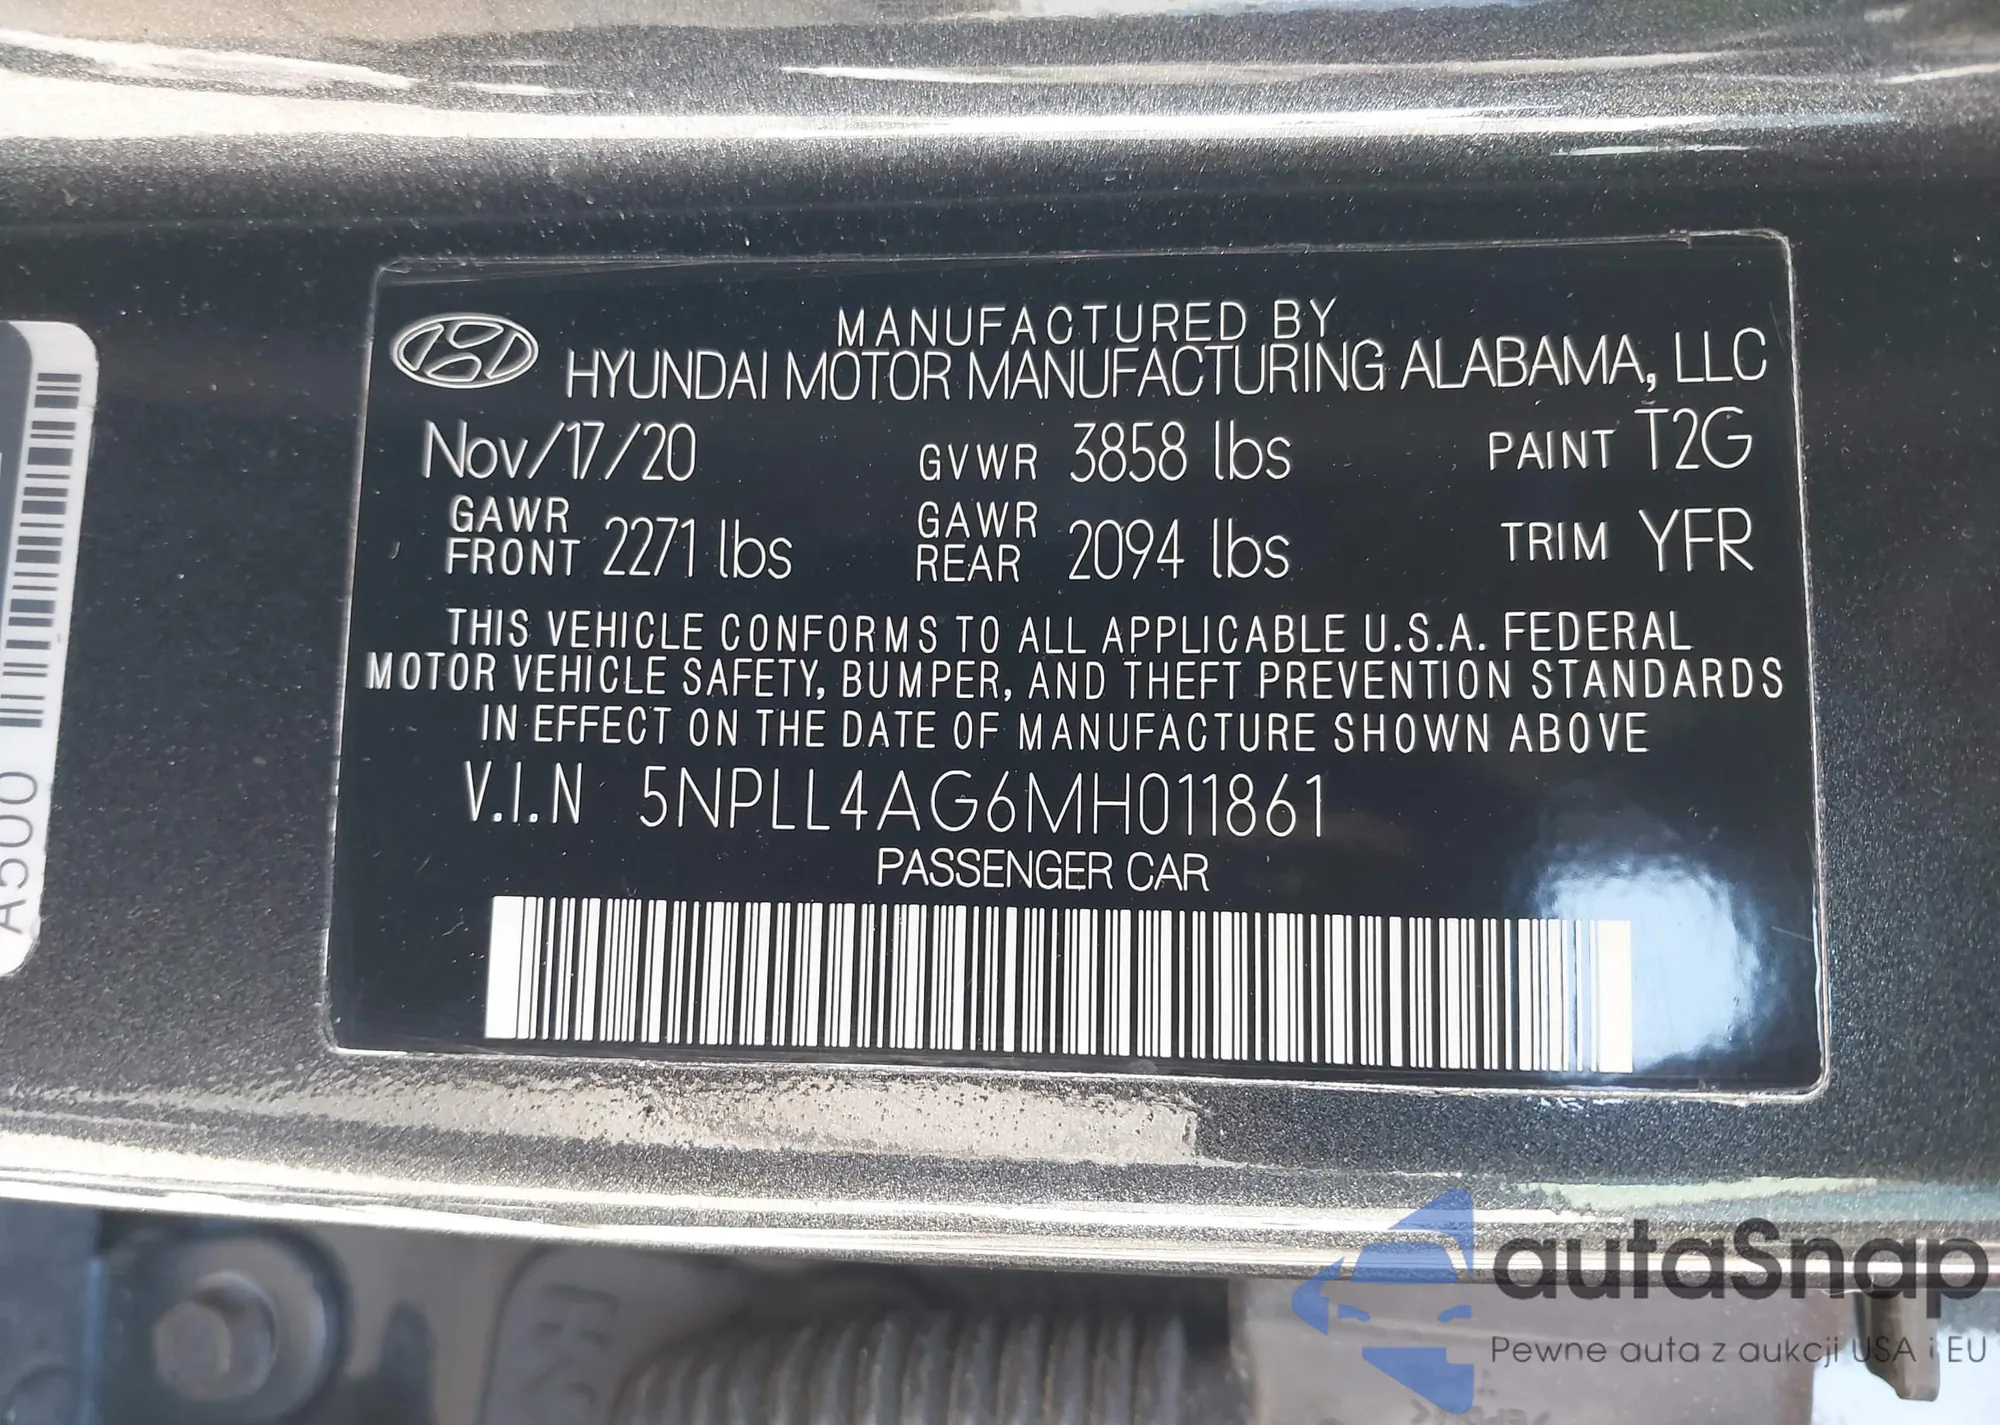 MANUFACTURED BY
HYUNDAI MOTOR MANUFACTURING ALABAMA, LLC
Nov/17/20 GVWR 3858 lbs PAINT T2G
GAWR FRONT 2271 lbs GAWR REAR 2094 lbs TRIM YFR
THIS VEHICLE CONFORMS TO ALL APPLICABLE U.S.A. FEDERAL
MOTOR VEHICLE SAFETY, BUMPER, AND THEFT PREVENTION STANDARDS
IN EFFECT ON THE DATE OF MANUFACTURE SHOWN ABOVE
V.I.N 5NPLL4AG6MH011861
PASSENGER CAR
A500
autaSnap
Pewne auta z aukcji USA i EU